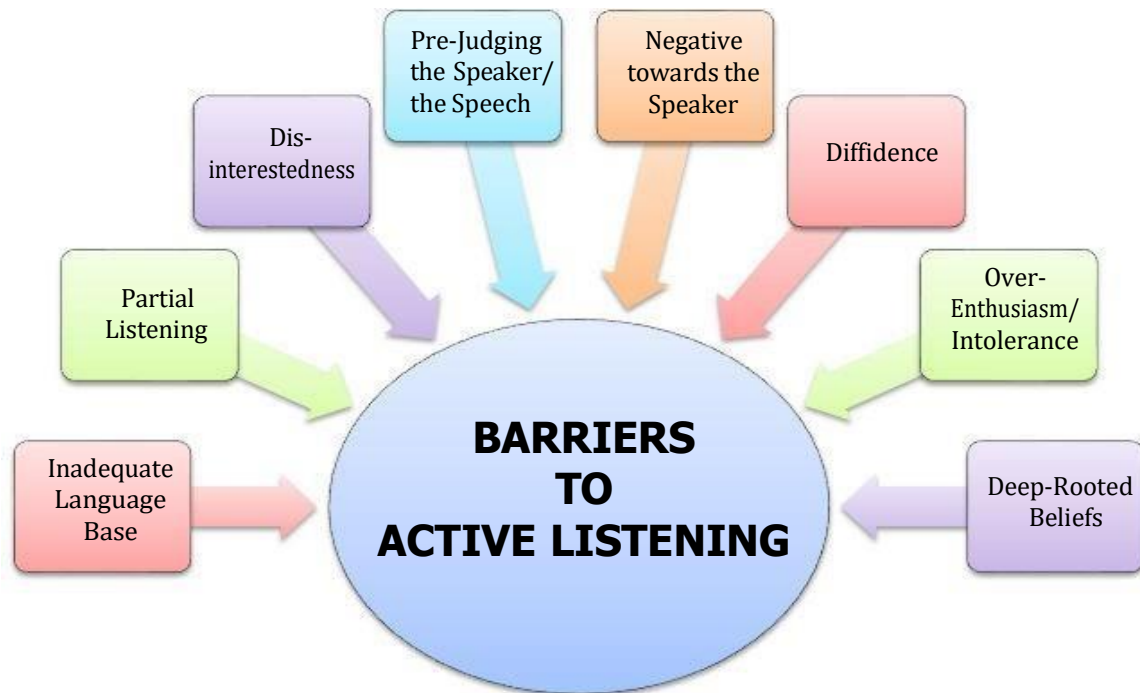 Pre-Judging
the Speaker/
the Speech
Negative
towards the
Speaker
Dis-
interestedness
Diffidence
Partial
Listening
Over-
Enthusiasm/
Intolerance
Inadequate
Language
Base
BARRIERS
TO
ACTIVE LISTENING
Deep-Rooted
Beliefs